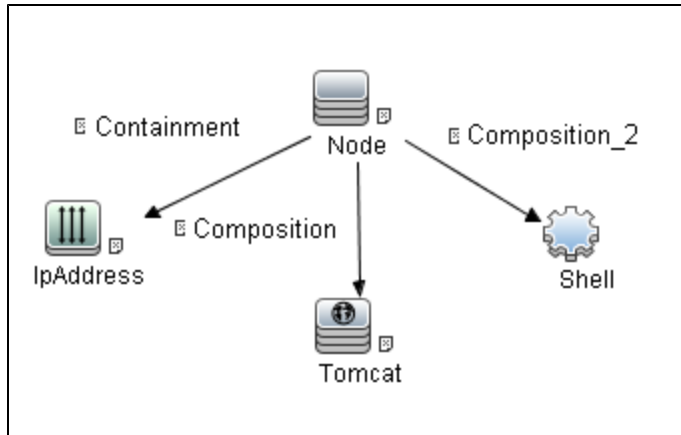 Containment
Node
Composition_2
Composition
IpAddress
Shell
Tomcat